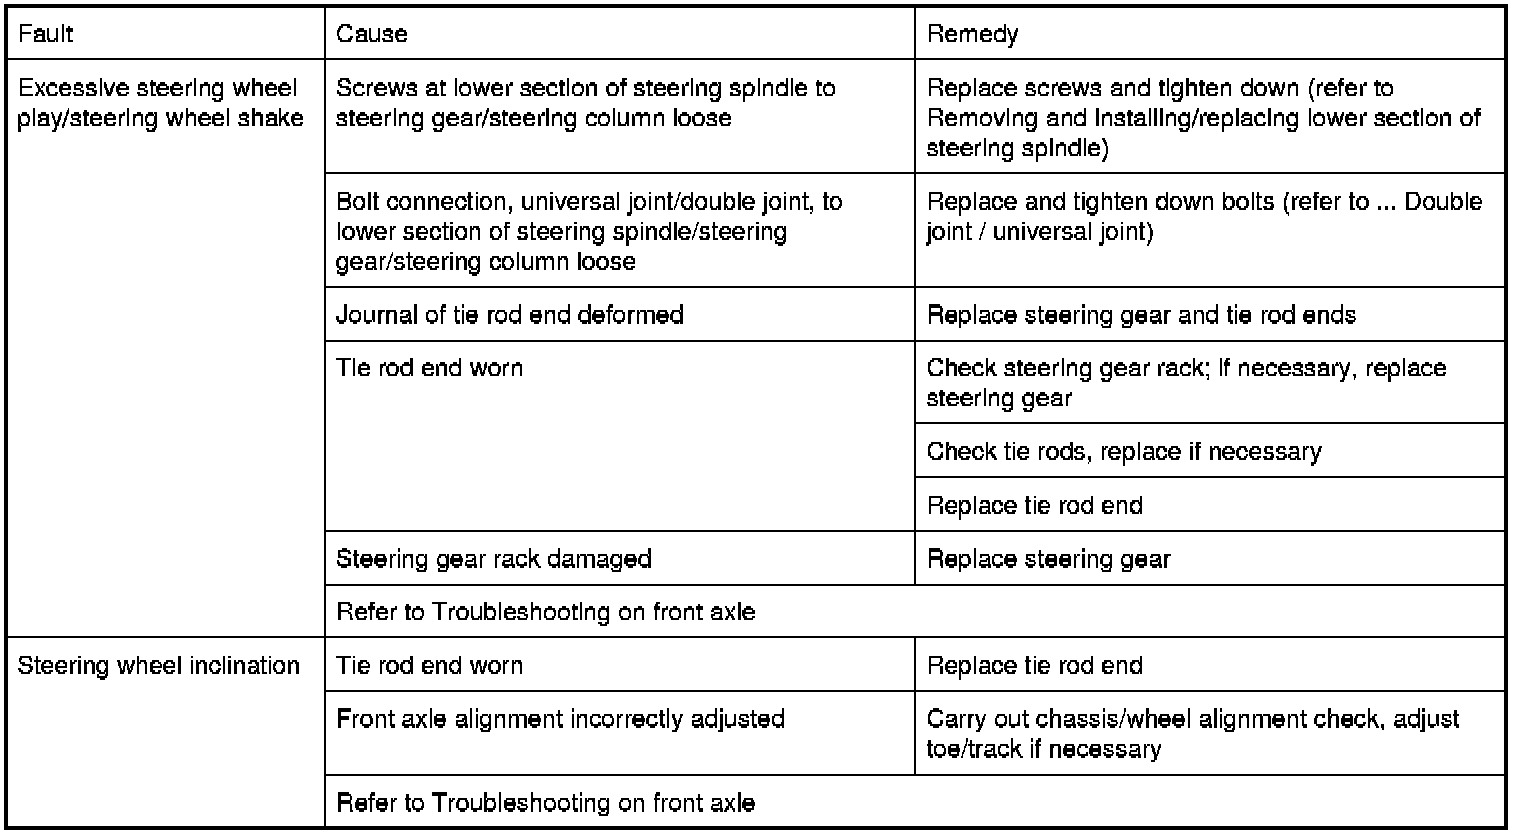 Fault
Cause
Remedy
Excessive steering wheel
play/steering wheel shake
Screws at lower section of steering spindle to
steering gear/steering column loose
Replace screws and tighten down (refer to
Removing and installing/replacing lower section of
steering spindle)
Bolt connection, universal joint/double joint, to
lower section of steering spindle/steering
gear/steering column loose
Replace and tighten down bolts (refer to ... Double
joint / universal joint)
Journal of tie rod end deformed
Replace steering gear and tie rod ends
Tie rod end worn
Check steering gear rack; if necessary, replace
steering gear
Check tie rods, replace if necessary
Replace tie rod end
Steering gear rack damaged
Replace steering gear
Refer to Troubleshooting on front axle
Steering wheel inclination
Tie rod end worn
Replace tie rod end
Front axle alignment incorrectly adjusted
Carry out chassis/wheel alignment check, adjust
toe/track if necessary
Refer to Troubleshooting on front axle